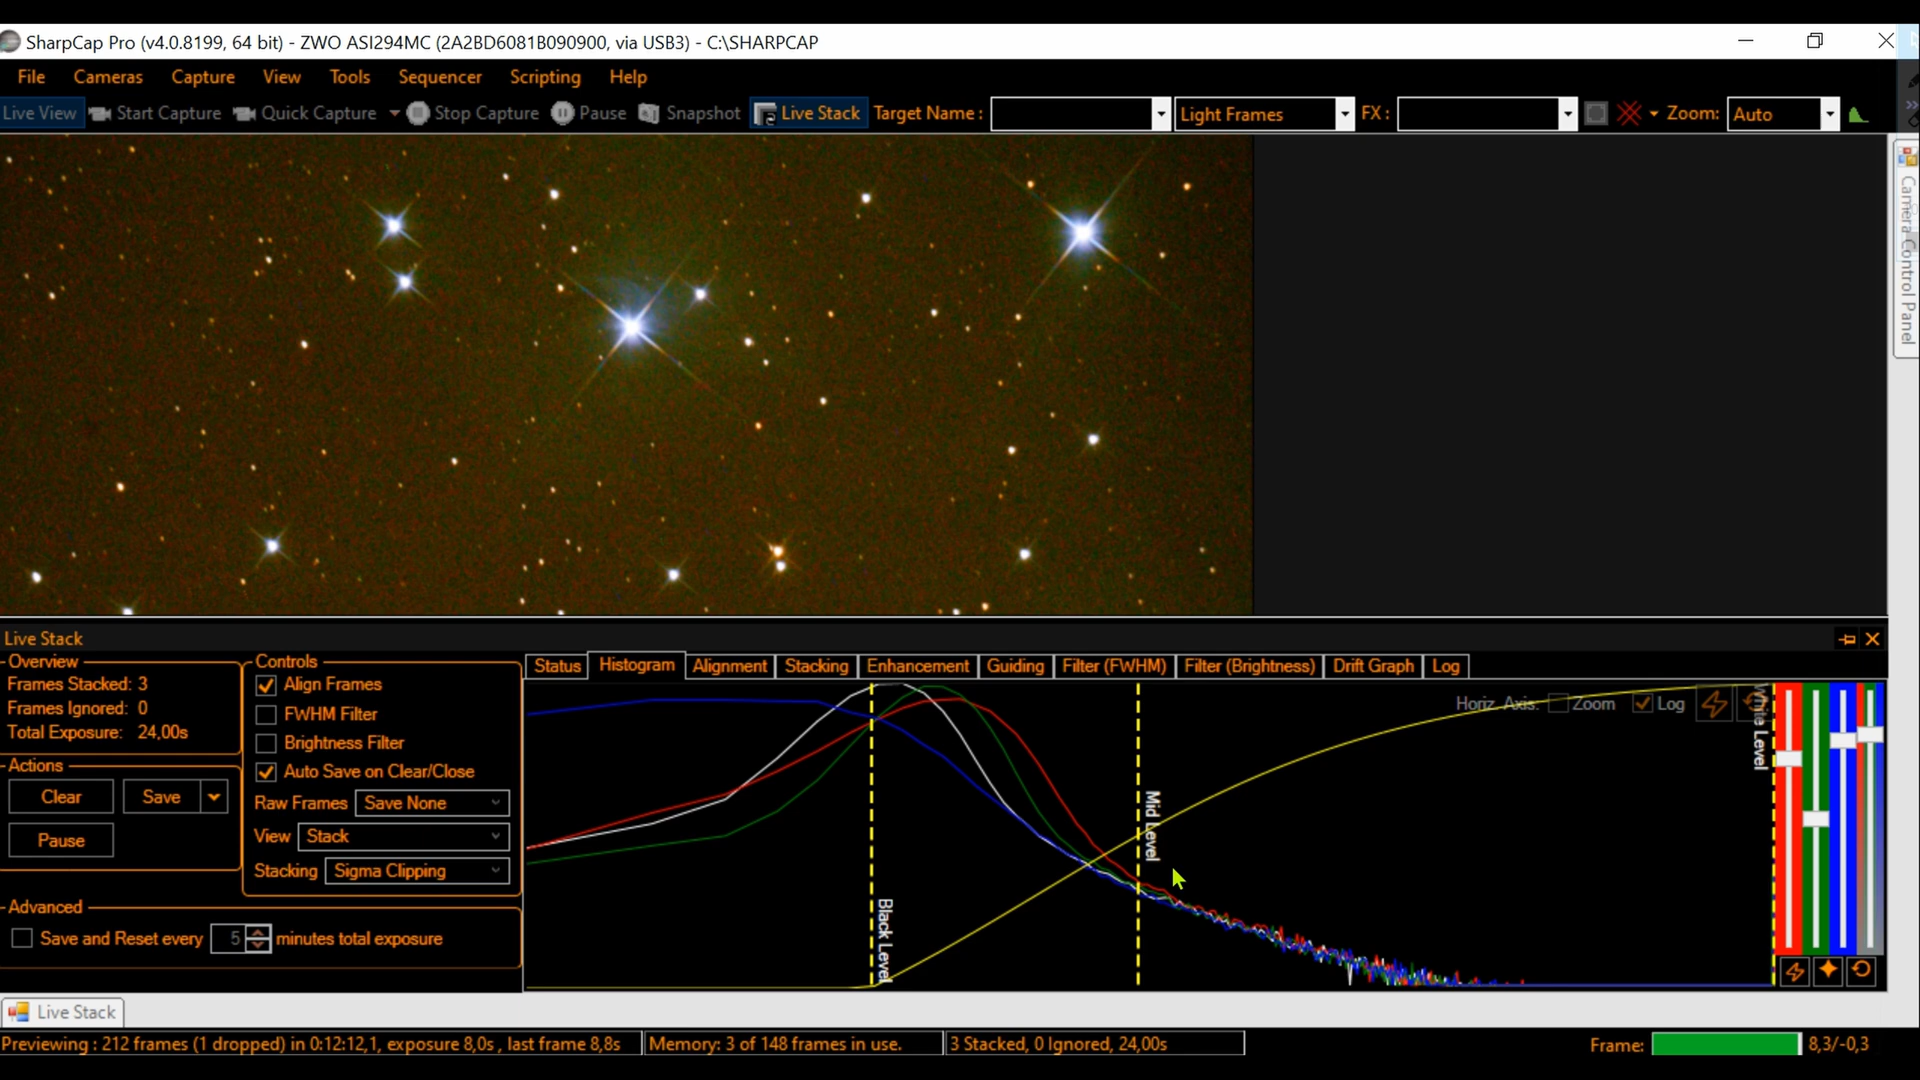 SharpCap Pro (v4.0.8199, 64 bit) - ZWO ASI294MC (2A2BD6081B090900, via USB3) - C:\SHARPCAP
File Cameras Capture View Tools Sequencer Scripting Help
Live View Start Capture Quick Capture Stop Capture Pause Snapshot Live Stack Target Name : Light Frames FX : Zoom: Auto
Camera Control Panel
Live Stack
Overview
Frames Stacked: 3
Frames Ignored: 0
Total Exposure: 24,00s
Actions
Clear Save
Pause
Controls
Align Frames
FWHM Filter
Brightness Filter
Auto Save on Clear/Close
Raw Frames Save None
View Stack
Stacking Sigma Clipping
Advanced
Save and Reset every 5 minutes total exposure
Status Histogram Alignment Stacking Enhancement Guiding Filter (FWHM) Filter (Brightness) Drift Graph Log
Horiz. Axis: Zoom Log
Black Level
Mid Level
White Level
Live Stack
Previewing : 212 frames (1 dropped) in 0:12:12,1, exposure 8,0s , last frame 8,8s Memory: 3 of 148 frames in use. 3 Stacked, 0 Ignored, 24,00s Frame: 8,3/-0,3